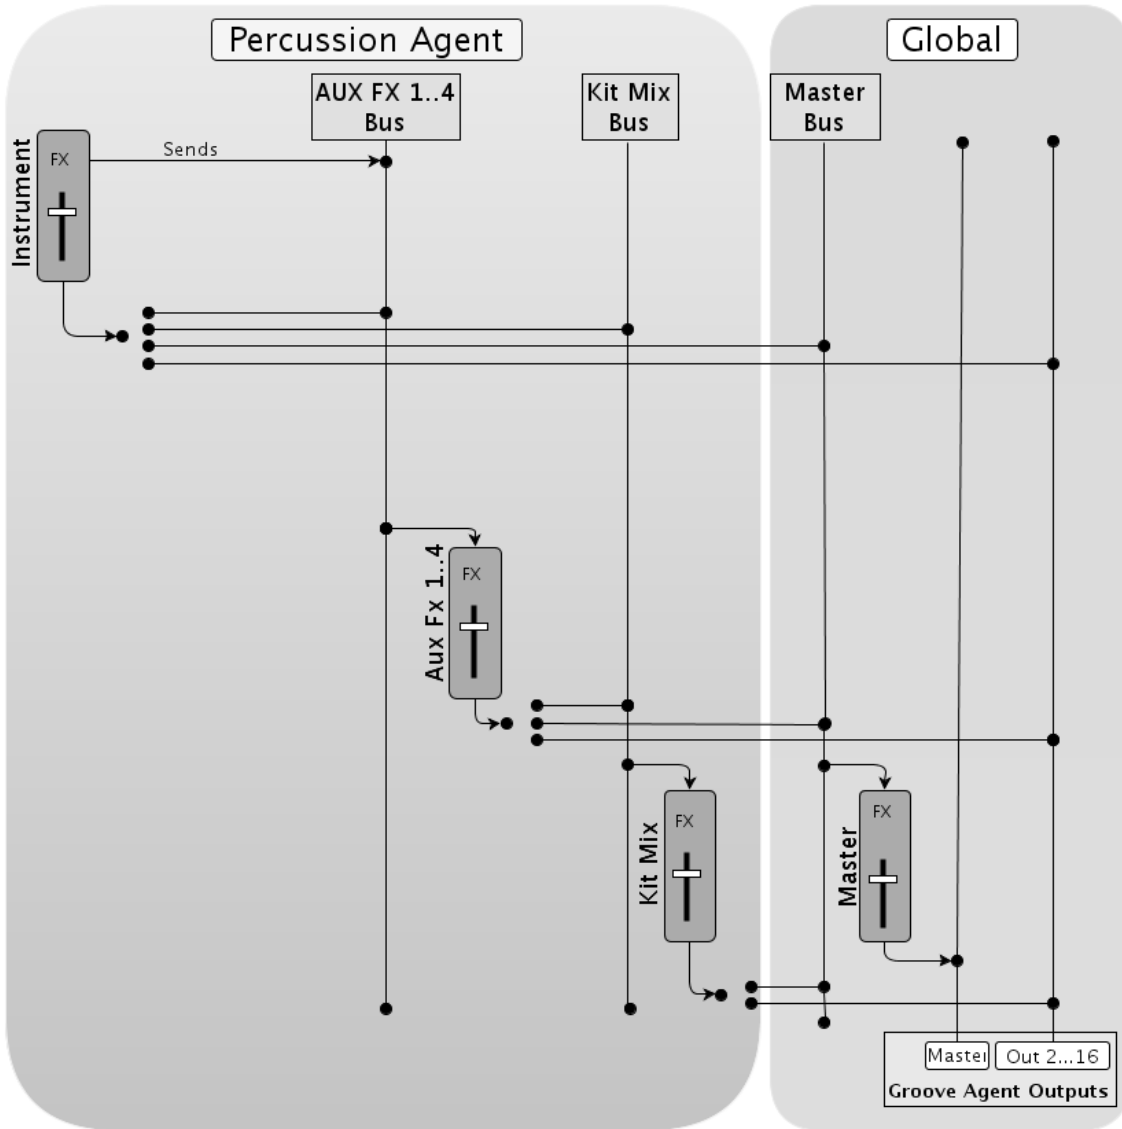 Percussion Agent
Global
AUX FX 1..4
Bus
Kit Mix
Bus
Master
Bus
Instrument
FX
Sends
Aux Fx 1..4
FX
Kit Mix
FX
Master
FX
Master
Out 2...16
Groove Agent Outputs